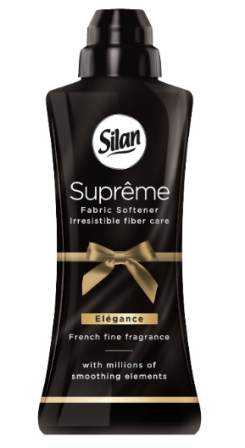 Silan
Suprême
Fabric Softener
Irresistible fiber care
Elégance
French fine fragrance
with millions of
smoothing elements